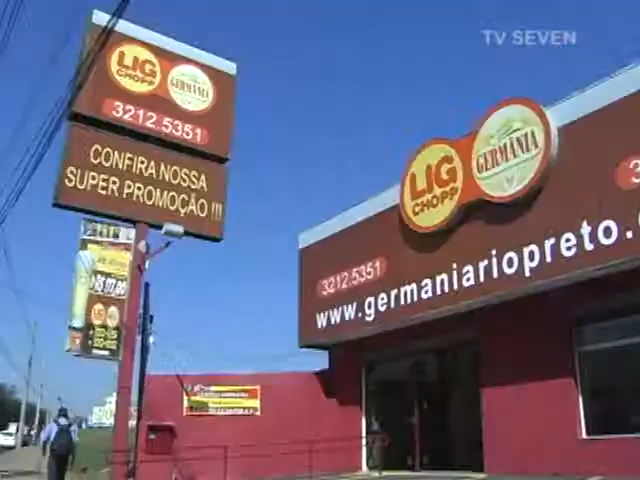 TV SEVEN
LIG
CHOPP
GERMÂNIA
3212.5351
CONFIRA NOSSA
SUPER PROMOÇÃO !!!
LIG
CHOPP
GERMÂNIA
3212.5351
www.germaniariopreto.